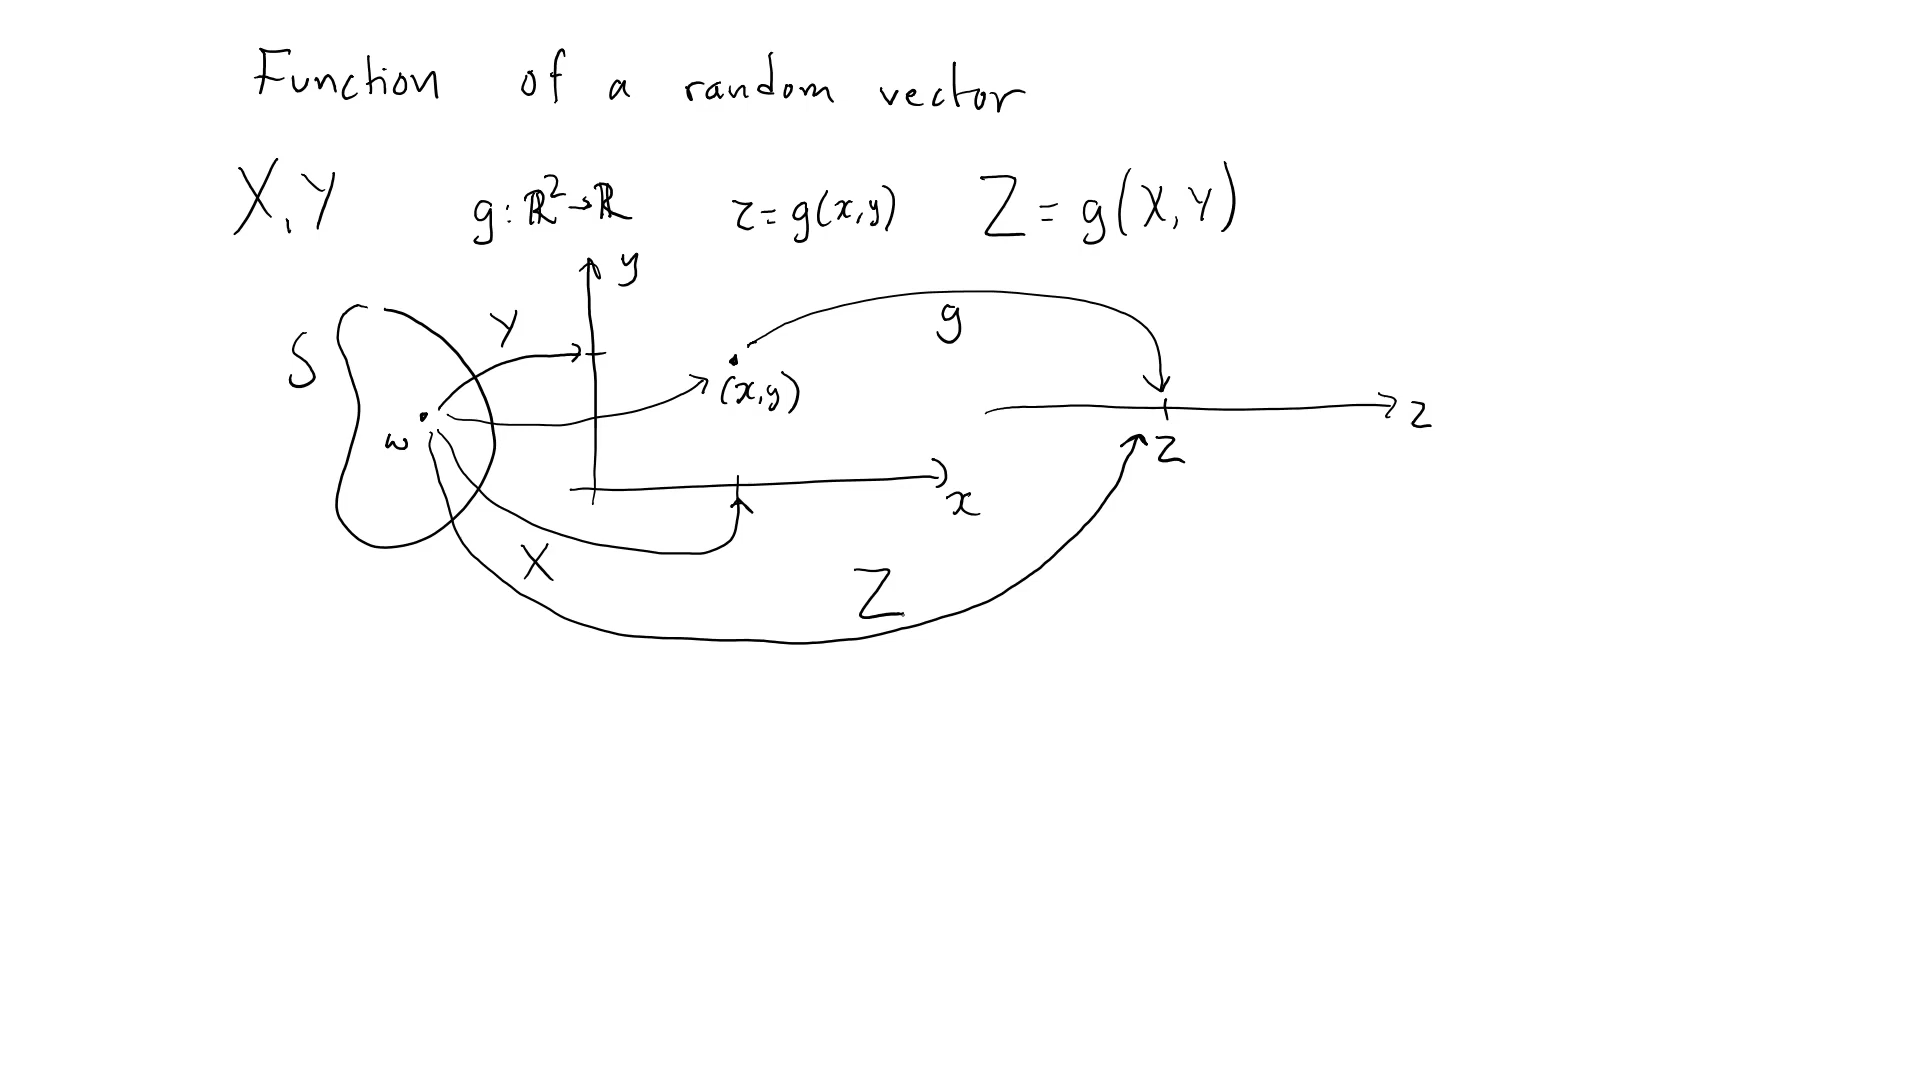 Function of a random vector
X, Y g: ℝ² → ℝ z = g(x,y) Z = g(X,Y)
y
Y
g
S
(x,y)
ω
z
z
x
X
Z